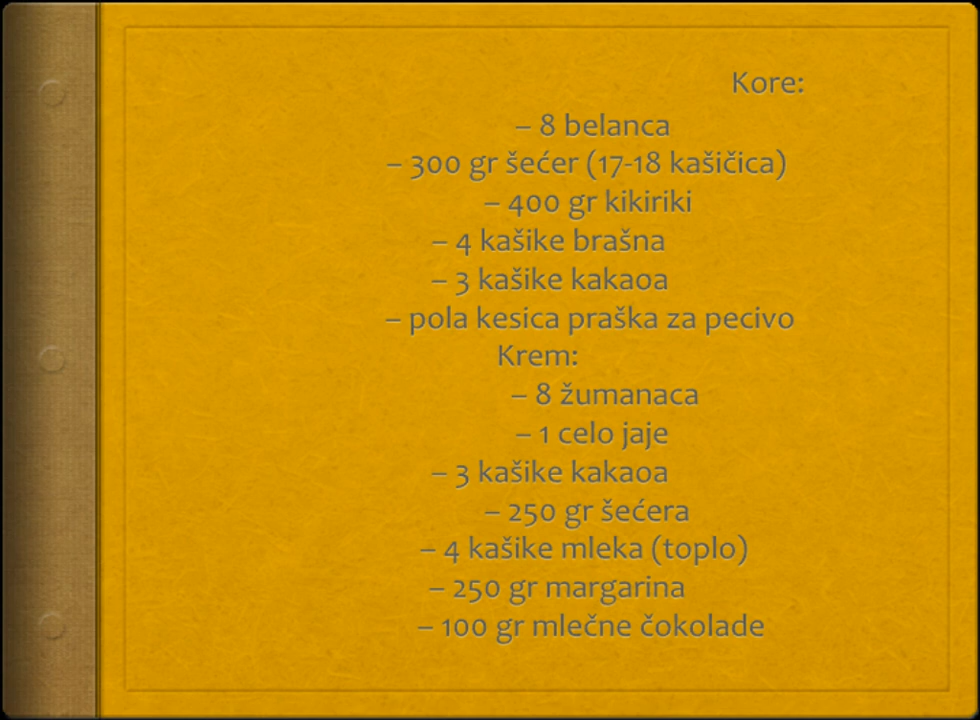 Kore:
– 8 belanca
– 300 gr šećer (17-18 kašičica)
– 400 gr kikiriki
– 4 kašike brašna
– 3 kašike kakaoa
– pola kesica praška za pecivo
Krem:
– 8 žumanaca
– 1 celo jaje
– 3 kašike kakaoa
– 250 gr šećera
– 4 kašike mleka (toplo)
– 250 gr margarina
– 100 gr mlečne čokolade